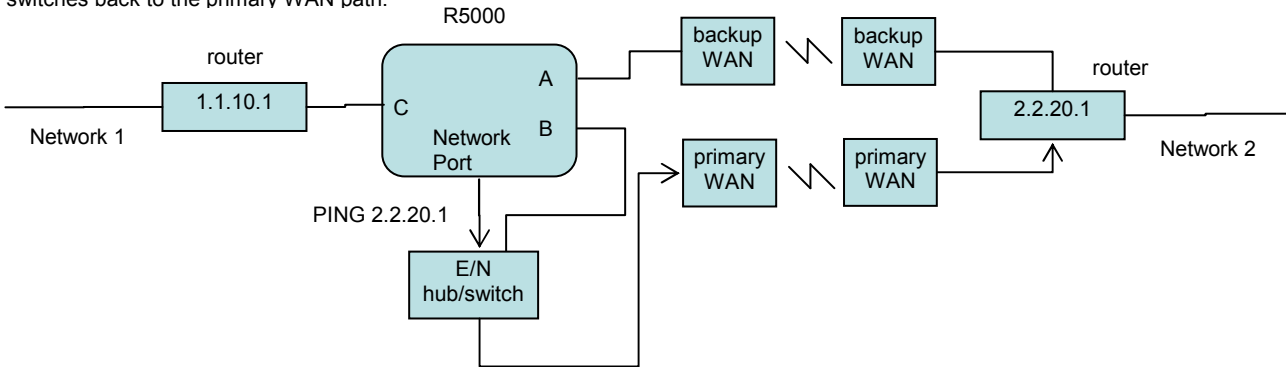 switches back to the primary WAN path.
R5000
router
1.1.10.1
Network 1
C
A
B
Network
Port
PING 2.2.20.1
E/N
hub/switch
backup
WAN
backup
WAN
primary
WAN
primary
WAN
router
2.2.20.1
Network 2